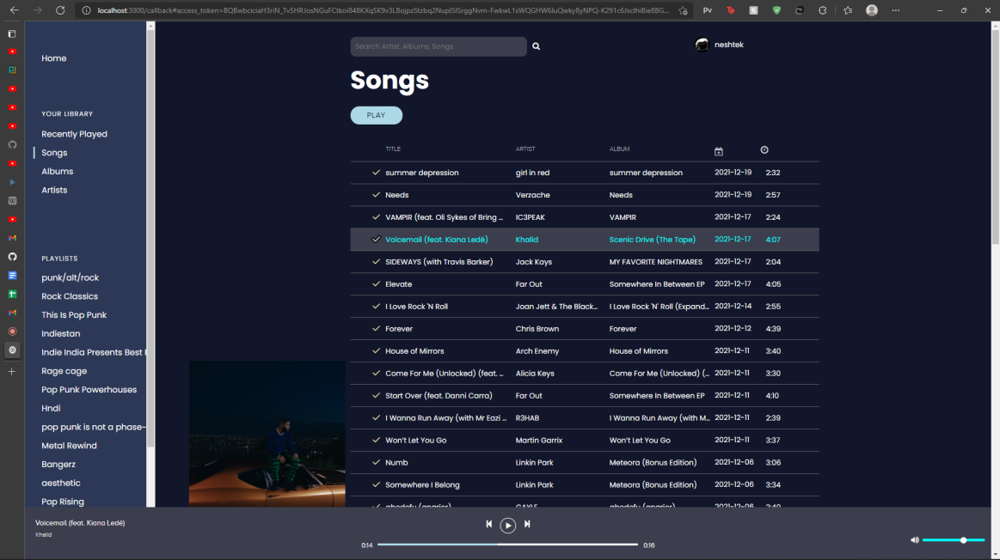 localhost:3000/callback#access_token=
Pv
Home
YOUR LIBRARY
Recently Played
Songs
Albums
Artists
PLAYLISTS
punk/alt/rock
Rock Classics
This Is Pop Punk
Indiestan
Indie India Presents Best
Rage cage
Pop Punk Powerhouses
Hndi
pop punk is not a phase-
Metal Rewind
Bangerz
aesthetic
Pop Rising
Search Artist, Albums, Songs
neshtek
Songs
PLAY
TITLE ARTIST ALBUM
summer depression girl in red summer depression 2021-12-19 2:32
Needs Verzache Needs 2021-12-19 2:57
VAMPIR (feat. Oli Sykes of Bring ... IC3PEAK VAMPIR 2021-12-17 2:24
Voicemail (feat. Kiana Ledé) Khalid Scenic Drive (The Tape) 2021-12-17 4:07
SIDEWAYS (with Travis Barker) Jack Kays MY FAVORITE NIGHTMARES 2021-12-17 2:04
Elevate Far Out Somewhere In Between EP 2021-12-17 4:05
I Love Rock 'N Roll Joan Jett & The Black... I Love Rock 'N' Roll (Expand... 2021-12-14 2:55
Forever Chris Brown Forever 2021-12-12 4:39
House of Mirrors Arch Enemy House of Mirrors 2021-12-11 3:40
Come For Me (Unlocked) (feat. ... Alicia Keys Come For Me (Unlocked) (... 2021-12-11 3:30
Start Over (feat. Danni Carra) Far Out Somewhere In Between EP 2021-12-11 4:10
I Wanna Run Away (with Mr Eazi ... R3HAB I Wanna Run Away (with M... 2021-12-11 2:39
Won't Let You Go Martin Garrix Won't Let You Go 2021-12-11 3:37
Numb Linkin Park Meteora (Bonus Edition) 2021-12-06 3:06
Somewhere I Belong Linkin Park Meteora (Bonus Edition) 2021-12-06 3:34
abcdefu (angrier) GAYLE abcdefu (angrier) 2021-12-06 2:40
Voicemail (feat. Kiana Ledé)
Khalid
0:14 0:16